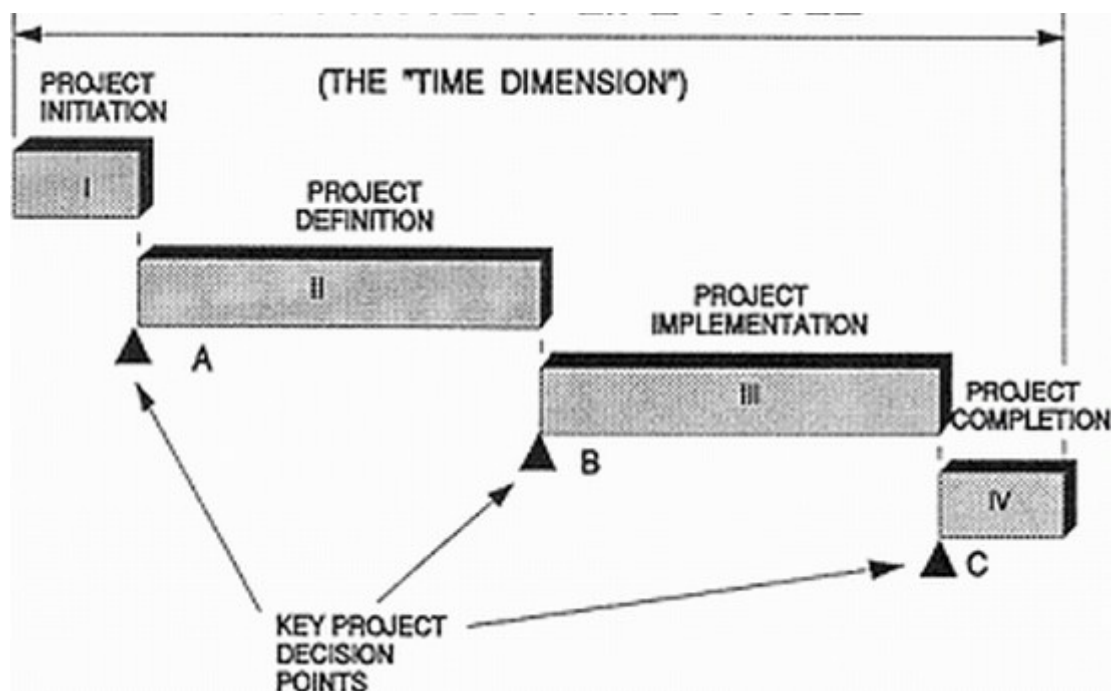 (THE "TIME DIMENSION")
PROJECT
INITIATION
I
PROJECT
DEFINITION
II
A
PROJECT
IMPLEMENTATION
III
B
PROJECT
COMPLETION
IV
C
KEY PROJECT
DECISION
POINTS